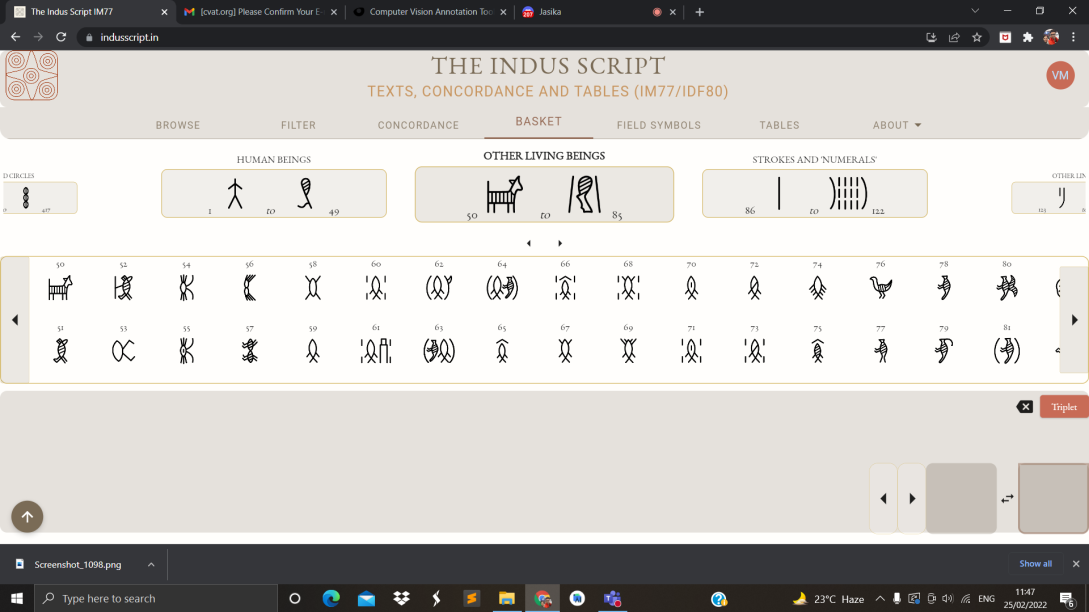 The Indus Script IM77
[cvat.org] Please Confirm Your E-
Computer Vision Annotation Too
Jasika
indusscript.in
THE INDUS SCRIPT
TEXTS, CONCORDANCE AND TABLES (IM77/IDF80)
VM
BROWSE FILTER CONCORDANCE BASKET FIELD SYMBOLS TABLES ABOUT
D CIRCLES HUMAN BEINGS OTHER LIVING BEINGS STROKES AND 'NUMERALS' OTHER LIN
1 to 49 50 to 85 86 to 122 123
50 52 54 56 58 60 62 64 66 68 70 72 74 76 78 80
51 53 55 57 59 61 63 65 67 69 71 73 75 77 79 81
Triplet
Screenshot_1098.png
Show all
Type here to search
23°C Haze
ENG
11:47
25/02/2022
6